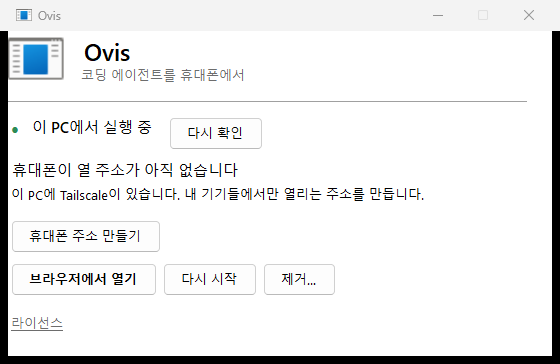 Ovis
Ovis
코딩 에이전트를 휴대폰에서
이 PC에서 실행 중
다시 확인
휴대폰이 열 주소가 아직 없습니다
이 PC에 Tailscale이 있습니다. 내 기기들에서만 열리는 주소를 만듭니다.
휴대폰 주소 만들기
브라우저에서 열기 다시 시작 제거...
라이선스